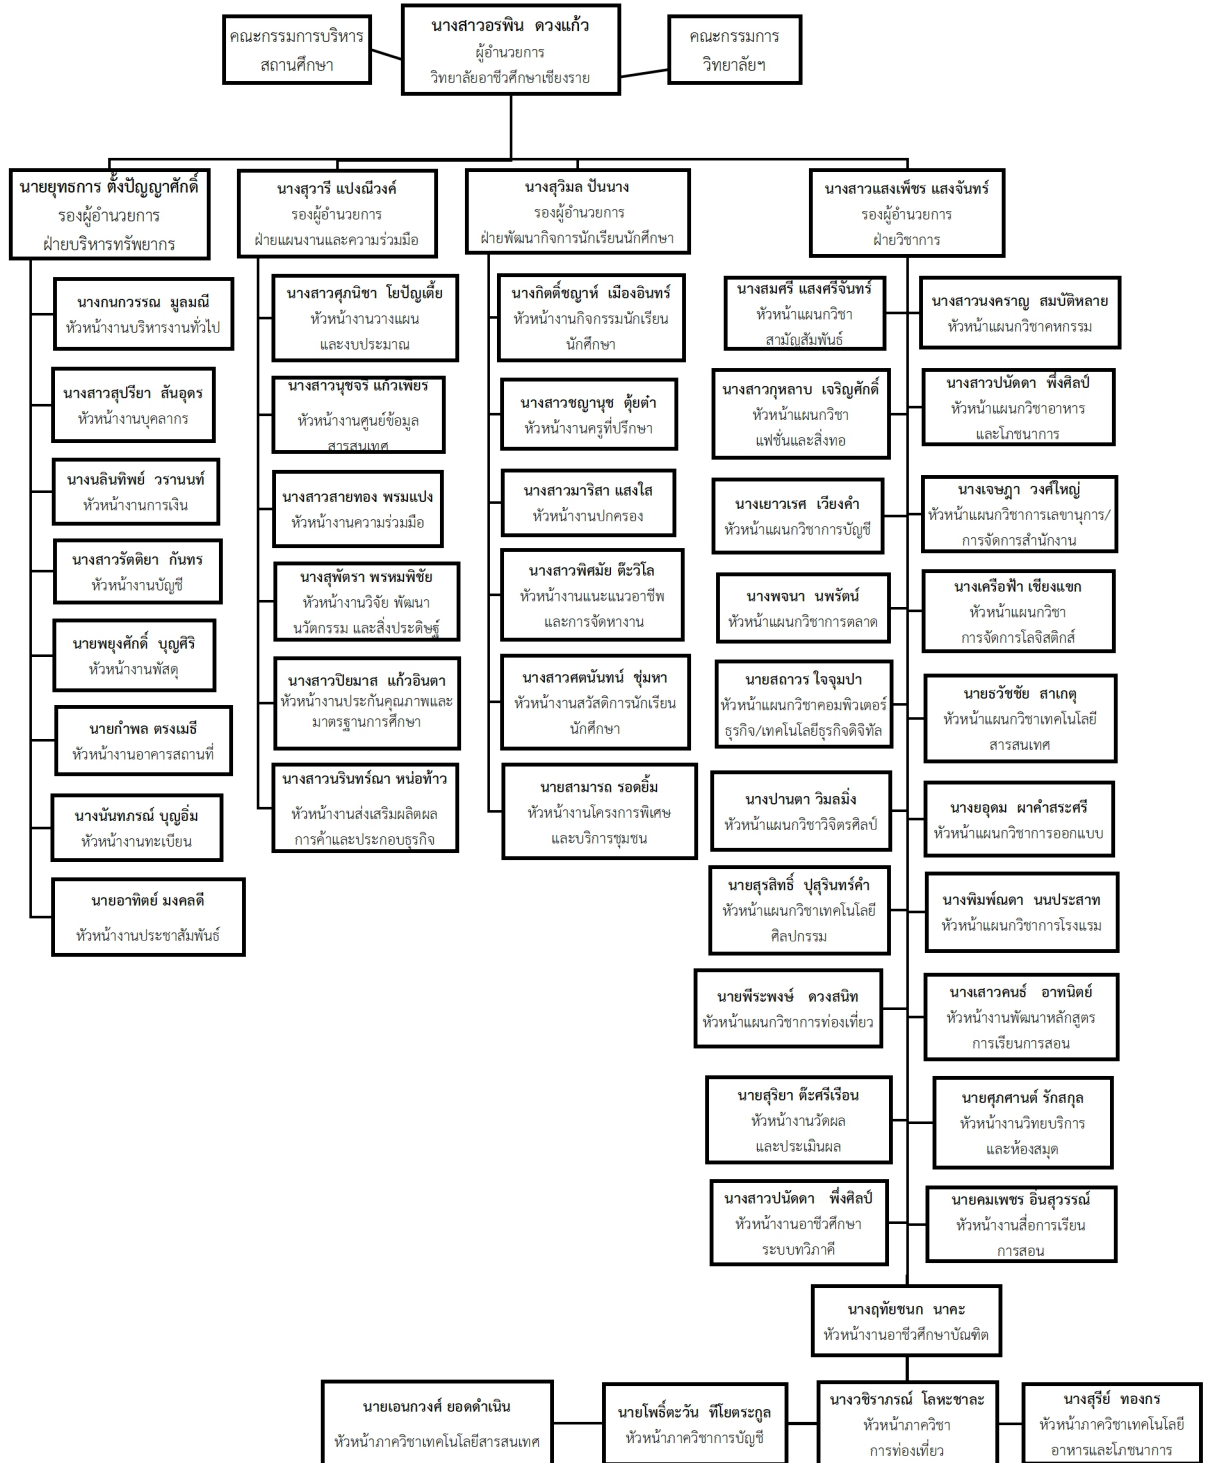 คณะกรรมการบริหาร
สถานศึกษา
นางสาวอรพิน ดวงแก้ว
ผู้อำนวยการ
วิทยาลัยอาชีวศึกษาเชียงราย
คณะกรรมการ
วิทยาลัยฯ
นายยุทธการ ตั้งปัญญาศักดิ์
รองผู้อำนวยการ
ฝ่ายบริหารทรัพยากร
นางสุวารี แปงณีวงค์
รองผู้อำนวยการ
ฝ่ายแผนงานและความร่วมมือ
นางสุวิมล ปันนาง
รองผู้อำนวยการ
ฝ่ายพัฒนากิจการนักเรียนนักศึกษา
นางสาวแสงเพ็ชร แสงจันทร์
รองผู้อำนวยการ
ฝ่ายวิชาการ
นางกนกวรรณ มูลมณี
หัวหน้างานบริหารงานทั่วไป
นางสาวสุปรียา สันอุดร
หัวหน้างานบุคลากร
นางนลินทิพย์ วรานนท์
หัวหน้างานการเงิน
นางสาวรัตติยา กันทร
หัวหน้างานบัญชี
นายพยุงศักดิ์ บุญศิริ
หัวหน้างานพัสดุ
นายกำพล ตรงเมธี
หัวหน้างานอาคารสถานที่
นางนันทภรณ์ บุญอิ่ม
หัวหน้างานทะเบียน
นายอาทิตย์ มงคลดี
หัวหน้างานประชาสัมพันธ์
นางสาวศุภนิชา โยปัญเตี้ย
หัวหน้างานวางแผน
และงบประมาณ
นางสาวนุชจรี แก้วเพียร
หัวหน้างานศูนย์ข้อมูล
สารสนเทศ
นางสาวสายทอง พรมแปง
หัวหน้างานความร่วมมือ
นางสุพัตรา พรหมพิชัย
หัวหน้างานวิจัย พัฒนา
นวัตกรรม และสิ่งประดิษฐ์
นางสาวปิยมาส แก้วอินตา
หัวหน้างานประกันคุณภาพและ
มาตรฐานการศึกษา
นางสาวนรินทร์ณา หน่อท้าว
หัวหน้างานส่งเสริมผลิตผล
การค้าและประกอบธุรกิจ
นางกิตติ์ชญาห์ เมืองอินทร์
หัวหน้างานกิจกรรมนักเรียน
นักศึกษา
นางสาวชญานุช ตุ้ยต๋า
หัวหน้างานครูที่ปรึกษา
นางสาวมาริสา แสงใส
หัวหน้างานปกครอง
นางสาวพิศมัย ต๊ะวิโล
หัวหน้างานแนะแนวอาชีพ
และการจัดหางาน
นางสาวศตนันทน์ ชุ่มหา
หัวหน้างานสวัสดิการนักเรียน
นักศึกษา
นายสามารถ รอดยิ้ม
หัวหน้างานโครงการพิเศษ
และบริการชุมชน
นางสมศรี แสงศรีจันทร์
หัวหน้าแผนกวิชา
สามัญสัมพันธ์
นางสาวนงคราญ สมบัติหลาย
หัวหน้าแผนกวิชาคหกรรม
นางสาวกุหลาบ เจริญศักดิ์
หัวหน้าแผนกวิชา
แฟชั่นและสิ่งทอ
นางสาวปนัดดา พึ่งศิลป์
หัวหน้าแผนกวิชาอาหาร
และโภชนาการ
นางเยาวเรศ เวียงคำ
หัวหน้าแผนกวิชาการบัญชี
นางเจษฎา วงศ์ใหญ่
หัวหน้าแผนกวิชาการเลขานุการ/
การจัดการสำนักงาน
นางพจนา นพรัตน์
หัวหน้าแผนกวิชาการตลาด
นางเครือฟ้า เชียงแขก
หัวหน้าแผนกวิชา
การจัดการโลจิสติกส์
นายสถาวร ใจจุมปา
หัวหน้าแผนกวิชาคอมพิวเตอร์
ธุรกิจ/เทคโนโลยีธุรกิจดิจิทัล
นายธวัชชัย สาเกตุ
หัวหน้าแผนกวิชาเทคโนโลยี
สารสนเทศ
นางปานตา วิมลมิ่ง
หัวหน้าแผนกวิชาวิจิตรศิลป์
นางยอุดม ผาคำสระศรี
หัวหน้าแผนกวิชาการออกแบบ
นายสุรสิทธิ์ ปุสุรินทร์คำ
หัวหน้าแผนกวิชาเทคโนโลยี
ศิลปกรรม
นางพิมพ์ณดา นนประสาท
หัวหน้าแผนกวิชาการโรงแรม
นายพีระพงษ์ ดวงสนิท
หัวหน้าแผนกวิชาการท่องเที่ยว
นางเสาวคนธ์ อาทนิตย์
หัวหน้างานพัฒนาหลักสูตร
การเรียนการสอน
นายสุริยา ต๊ะศรีเรือน
หัวหน้างานวัดผล
และประเมินผล
นายศุภศานต์ รักสกุล
หัวหน้างานวิทยบริการ
และห้องสมุด
นางสาวปนัดดา พึ่งศิลป์
หัวหน้างานอาชีวศึกษา
ระบบทวิภาคี
นายคมเพชร อิ่นสุวรรณ์
หัวหน้างานสื่อการเรียน
การสอน
นางฤทัยชนก นาคะ
หัวหน้างานอาชีวศึกษาบัณฑิต
นายเอนกวงศ์ ยอดดำเนิน
หัวหน้าภาควิชาเทคโนโลยีสารสนเทศ
นายโพธิ์ตะวัน ทีโยตระกูล
หัวหน้าภาควิชาการบัญชี
นางวชิราภรณ์ โลหะชาละ
หัวหน้าภาควิชา
การท่องเที่ยว
นางสุรีย์ ทองกร
หัวหน้าภาควิชาเทคโนโลยี
อาหารและโภชนาการ